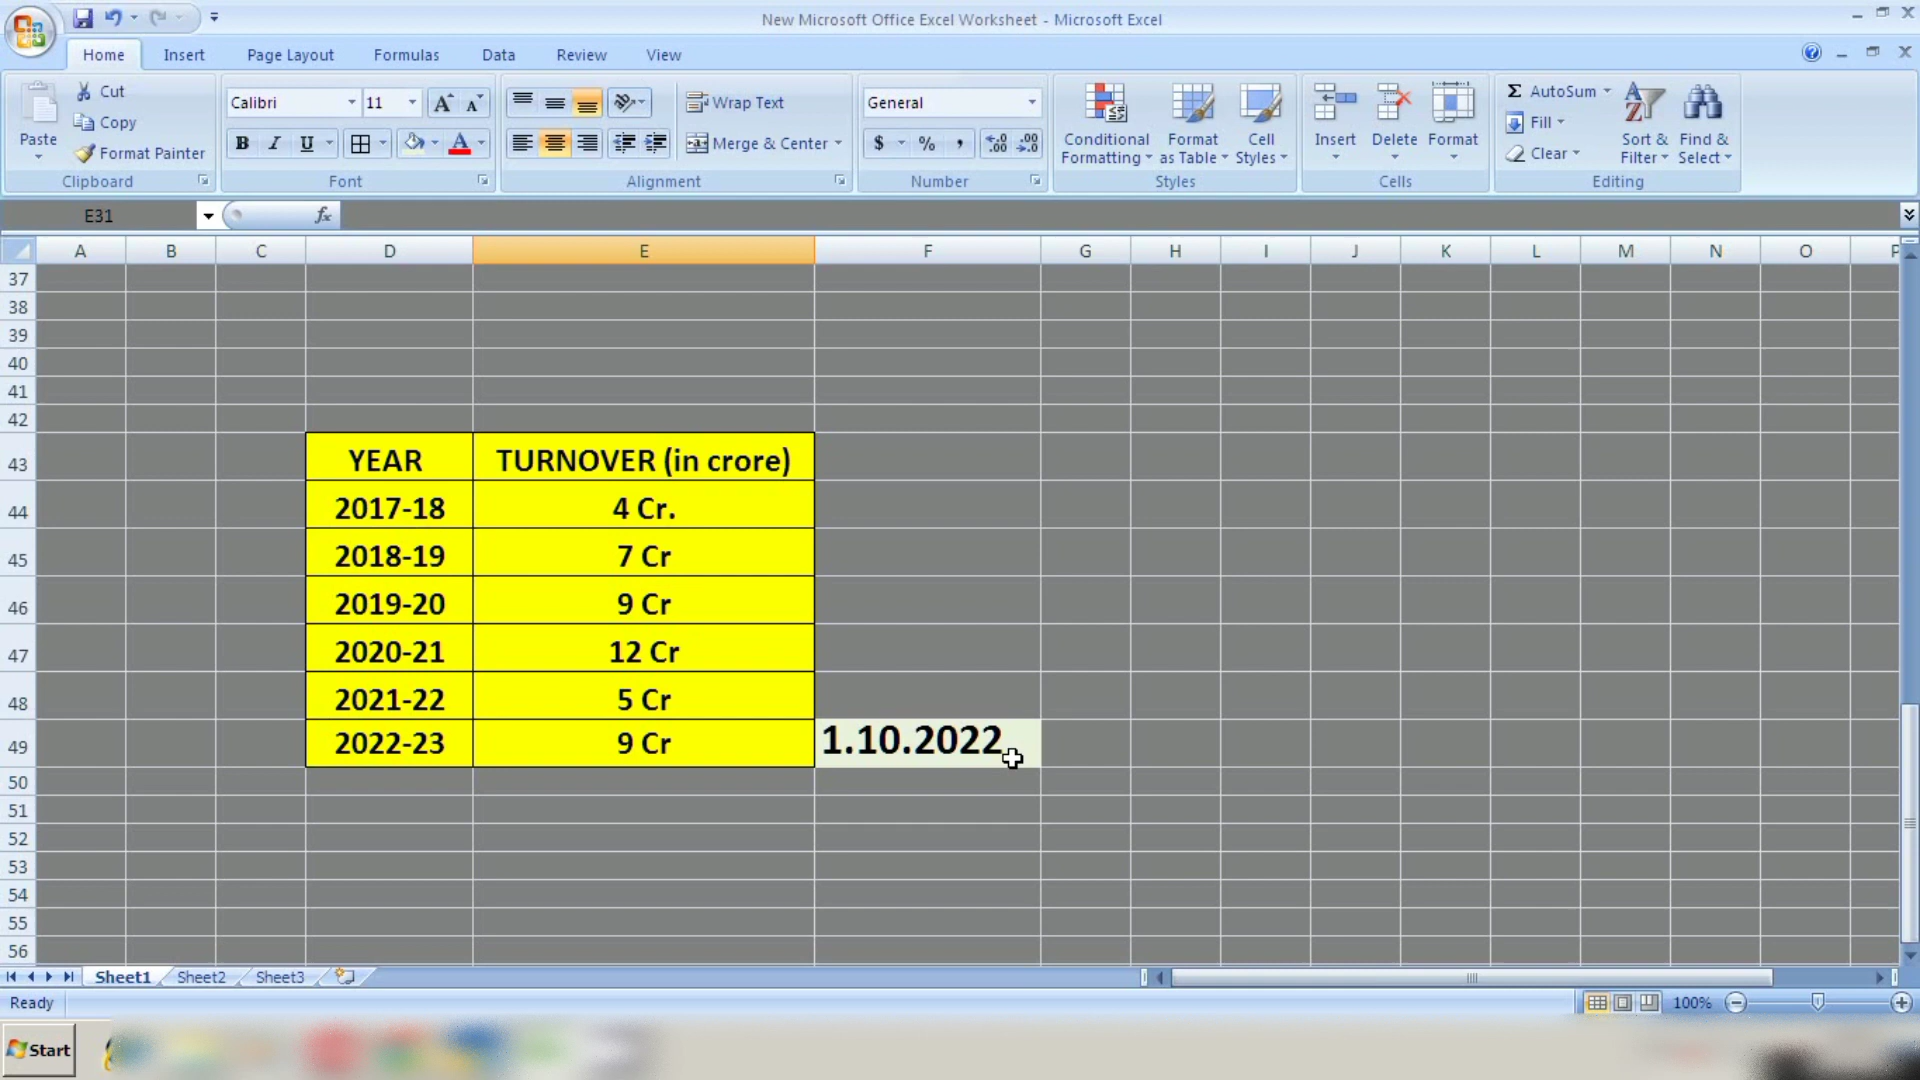 New Microsoft Office Excel Worksheet - Microsoft Excel
Home Insert Page Layout Formulas Data Review View
Paste
Cut
Copy
Format Painter
Clipboard
Calibri 11
B I U
Font
Wrap Text
Merge & Center
Alignment
General
$ % ,
Number
Conditional Formatting
Format as Table
Cell Styles
Styles
Insert
Delete
Format
Cells
Σ AutoSum
Fill
Clear
Sort & Filter
Find & Select
Editing
E31 fx
A B C D E F G H I J K L M N O P
37
38
39
40
41
42
43 YEAR TURNOVER (in crore)
44 2017-18 4 Cr.
45 2018-19 7 Cr
46 2019-20 9 Cr
47 2020-21 12 Cr
48 2021-22 5 Cr
49 2022-23 9 Cr 1.10.2022
50
51
52
53
54
55
56
Sheet1 Sheet2 Sheet3
Ready 100%
Start